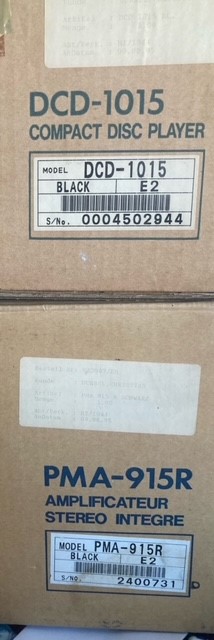 DCD-1015
COMPACT DISC PLAYER
MODEL DCD-1015
BLACK E2
S/No. 0004502944
PMA-915R
AMPLIFICATEUR
STEREO INTEGRE
MODEL PMA-915R
BLACK E2
S/No. 2400731
D